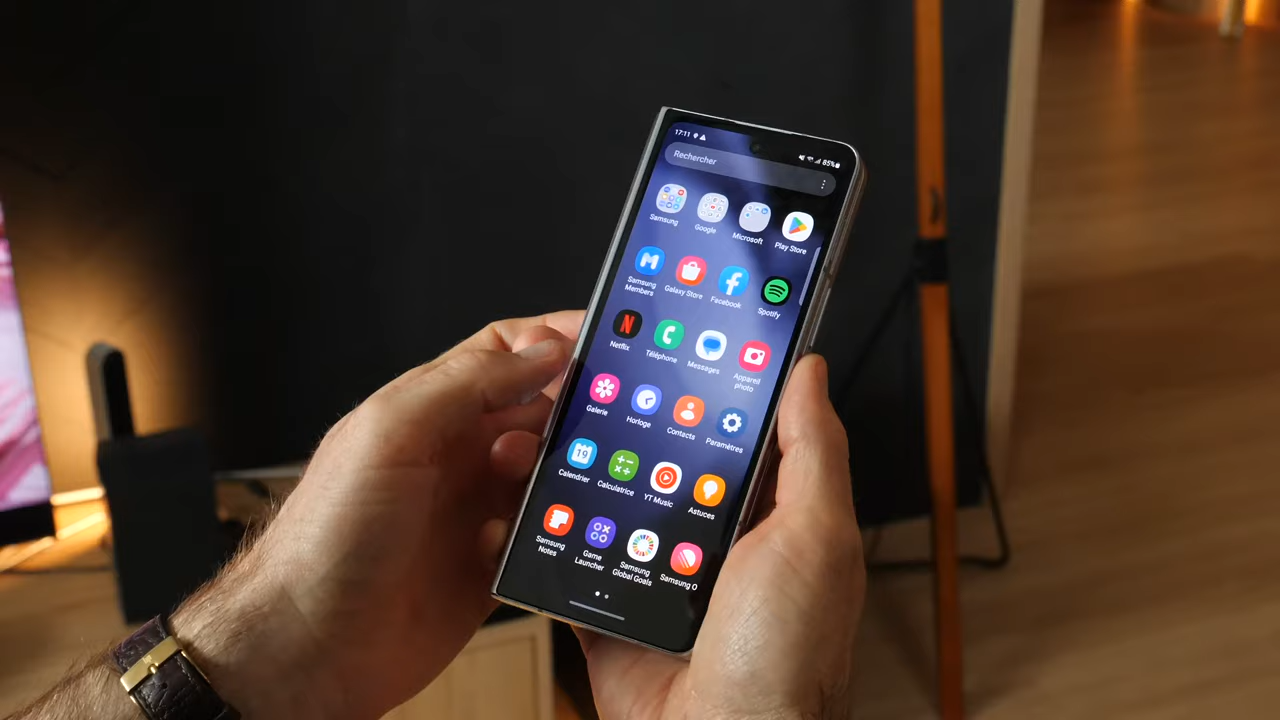 17:11
85%
Rechercher
Samsung
Google
Microsoft
Play Store
Samsung
Members
Galaxy Store
Facebook
Spotify
Netflix
Téléphone
Messages
Appareil
photo
Galerie
Horloge
Contacts
Paramètres
19
Calendrier
Calculatrice
YT Music
Astuces
Samsung
Notes
Game
Launcher
Samsung
Global Goals
Samsung O